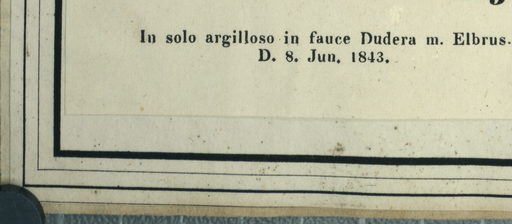 In solo argilloso in fauce Dudera m. Elbrus.
D. 8. Jun. 1843.